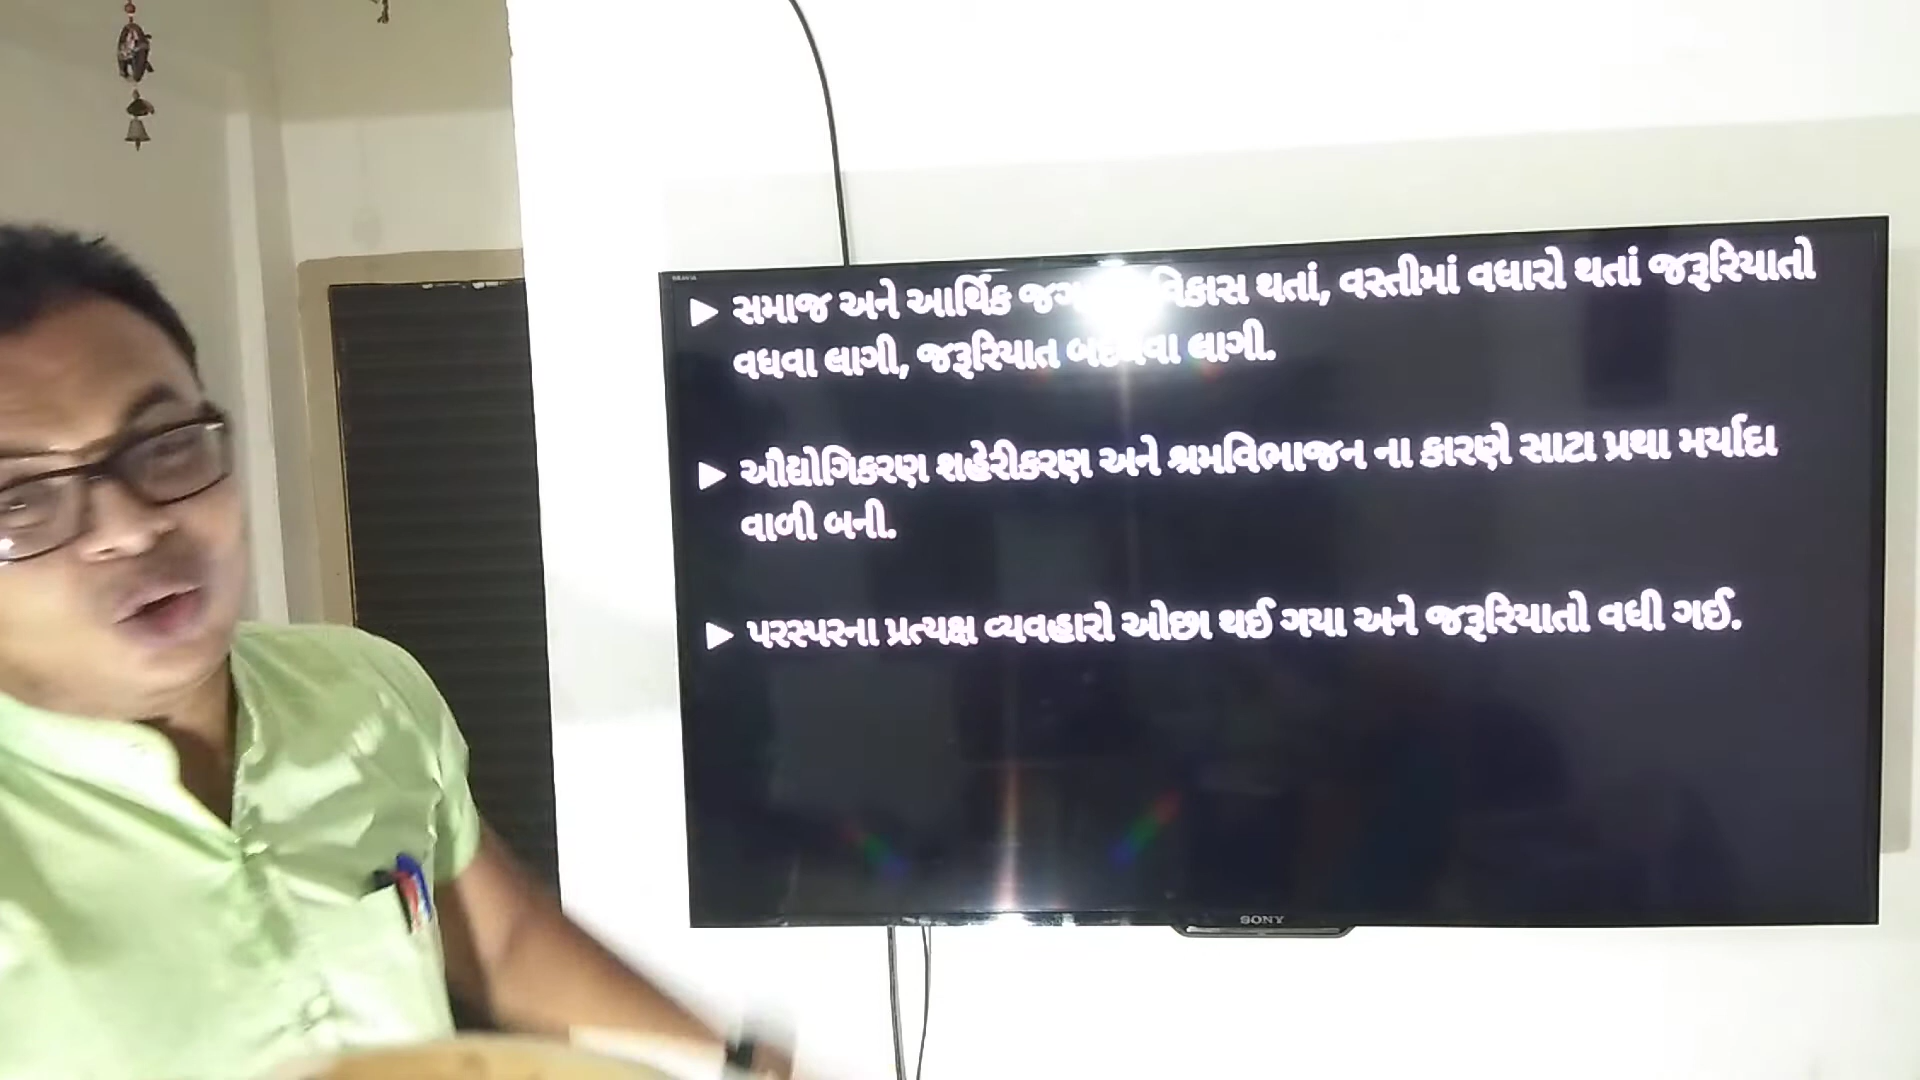 BRAVIA
▶ સમાજ અને આર્થિક વિકાસ થતાં, વસ્તીમાં વધારો થતાં જરૂરિયાતો
વધવા લાગી, જરૂરિયાત લાગી.
▶ ઔદ્યોગિકરણ શહેરીકરણ અને શ્રમવિભાજન ના કારણે સાટા પ્રથા મર્યાદા
વાળી બની.
▶ પરસ્પરના પ્રત્યક્ષ વ્યવહારો ઓછા થઈ ગયા અને જરૂરિયાતો વધી ગઈ.
SONY